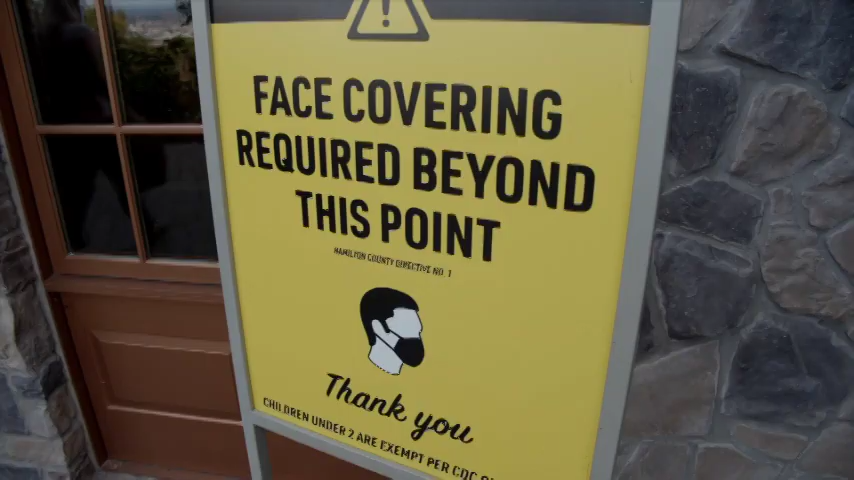 FACE COVERING
REQUIRED BEYOND
THIS POINT
HAMILTON COUNTY DIRECTIVE NO. 1
Thank you
CHILDREN UNDER 2 ARE EXEMPT PER CDC